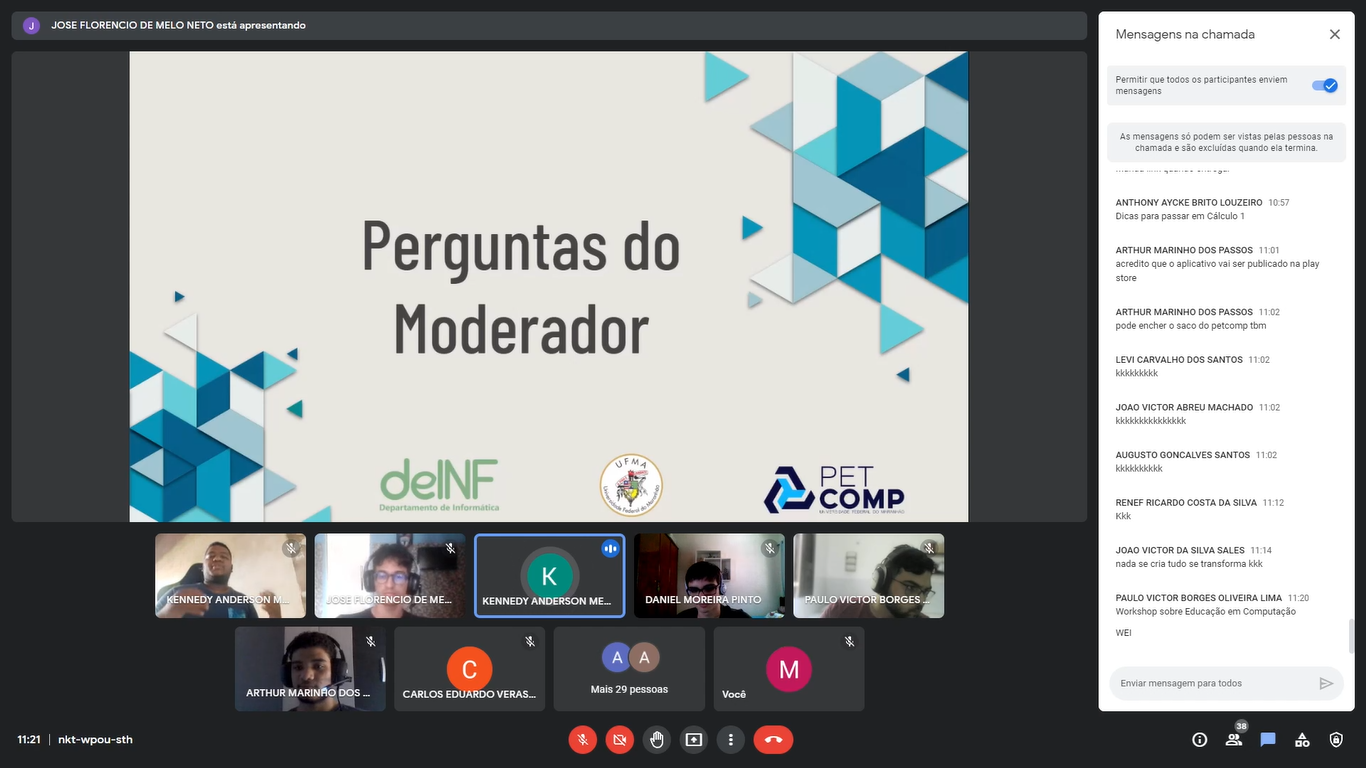 J
JOSE FLORENCIO DE MELO NETO está apresentando
Perguntas do
Moderador
deINF
Departamento de Informática
UFMA
Universidade Federal do Maranhão
PET
COMP
KENNEDY ANDERSON M...
JOSE FLORENCIO DE ME...
K
KENNEDY ANDERSON ME...
DANIEL MOREIRA PINTO
PAULO VICTOR BORGES ...
ARTHUR MARINHO DOS ...
C
CARLOS EDUARDO VERAS...
A A
Mais 29 pessoas
M
Você
11:21 | nkt-wpou-sth
38
Mensagens na chamada
Permitir que todos os participantes enviem
mensagens
As mensagens só podem ser vistas pelas pessoas na
chamada e são excluídas quando ela termina.
ANTHONY AYCKE BRITO LOUZEIRO 10:57
Dicas para passar em Cálculo 1
ARTHUR MARINHO DOS PASSOS 11:01
acredito que o aplicativo vai ser publicado na play
store
ARTHUR MARINHO DOS PASSOS 11:02
pode encher o saco do petcomp tbm
LEVI CARVALHO DOS SANTOS 11:02
kkkkkkkkk
JOAO VICTOR ABREU MACHADO 11:02
kkkkkkkkkkkkkkk
AUGUSTO GONCALVES SANTOS 11:02
kkkkkkkkkk
RENEF RICARDO COSTA DA SILVA 11:12
Kkk
JOAO VICTOR DA SILVA SALES 11:14
nada se cria tudo se transforma kkk
PAULO VICTOR BORGES OLIVEIRA LIMA 11:20
Workshop sobre Educação em Computação
WEI
Enviar mensagem para todos